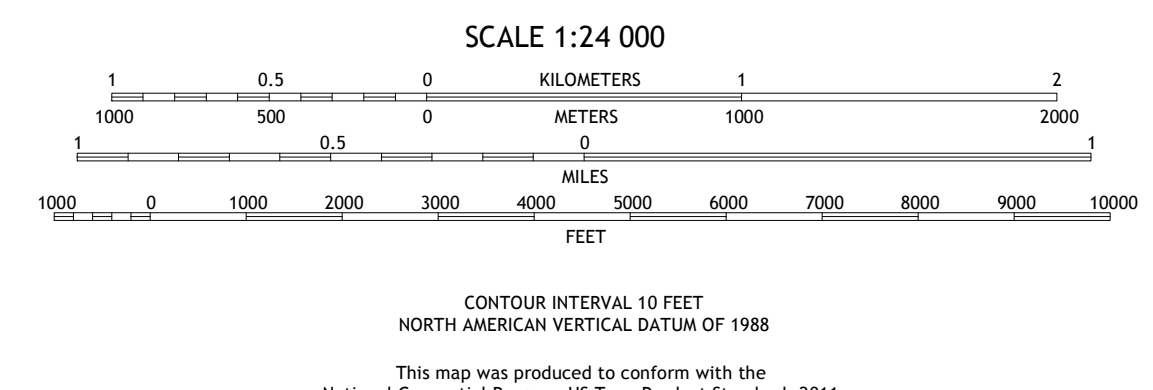 SCALE 1:24 000
1 0.5 0 KILOMETERS 1 2
1000 500 0 METERS 1000 2000
1 0.5 0 1
MILES
1000 0 1000 2000 3000 4000 5000 6000 7000 8000 9000 10000
FEET
CONTOUR INTERVAL 10 FEET
NORTH AMERICAN VERTICAL DATUM OF 1988
This map was produced to conform with the